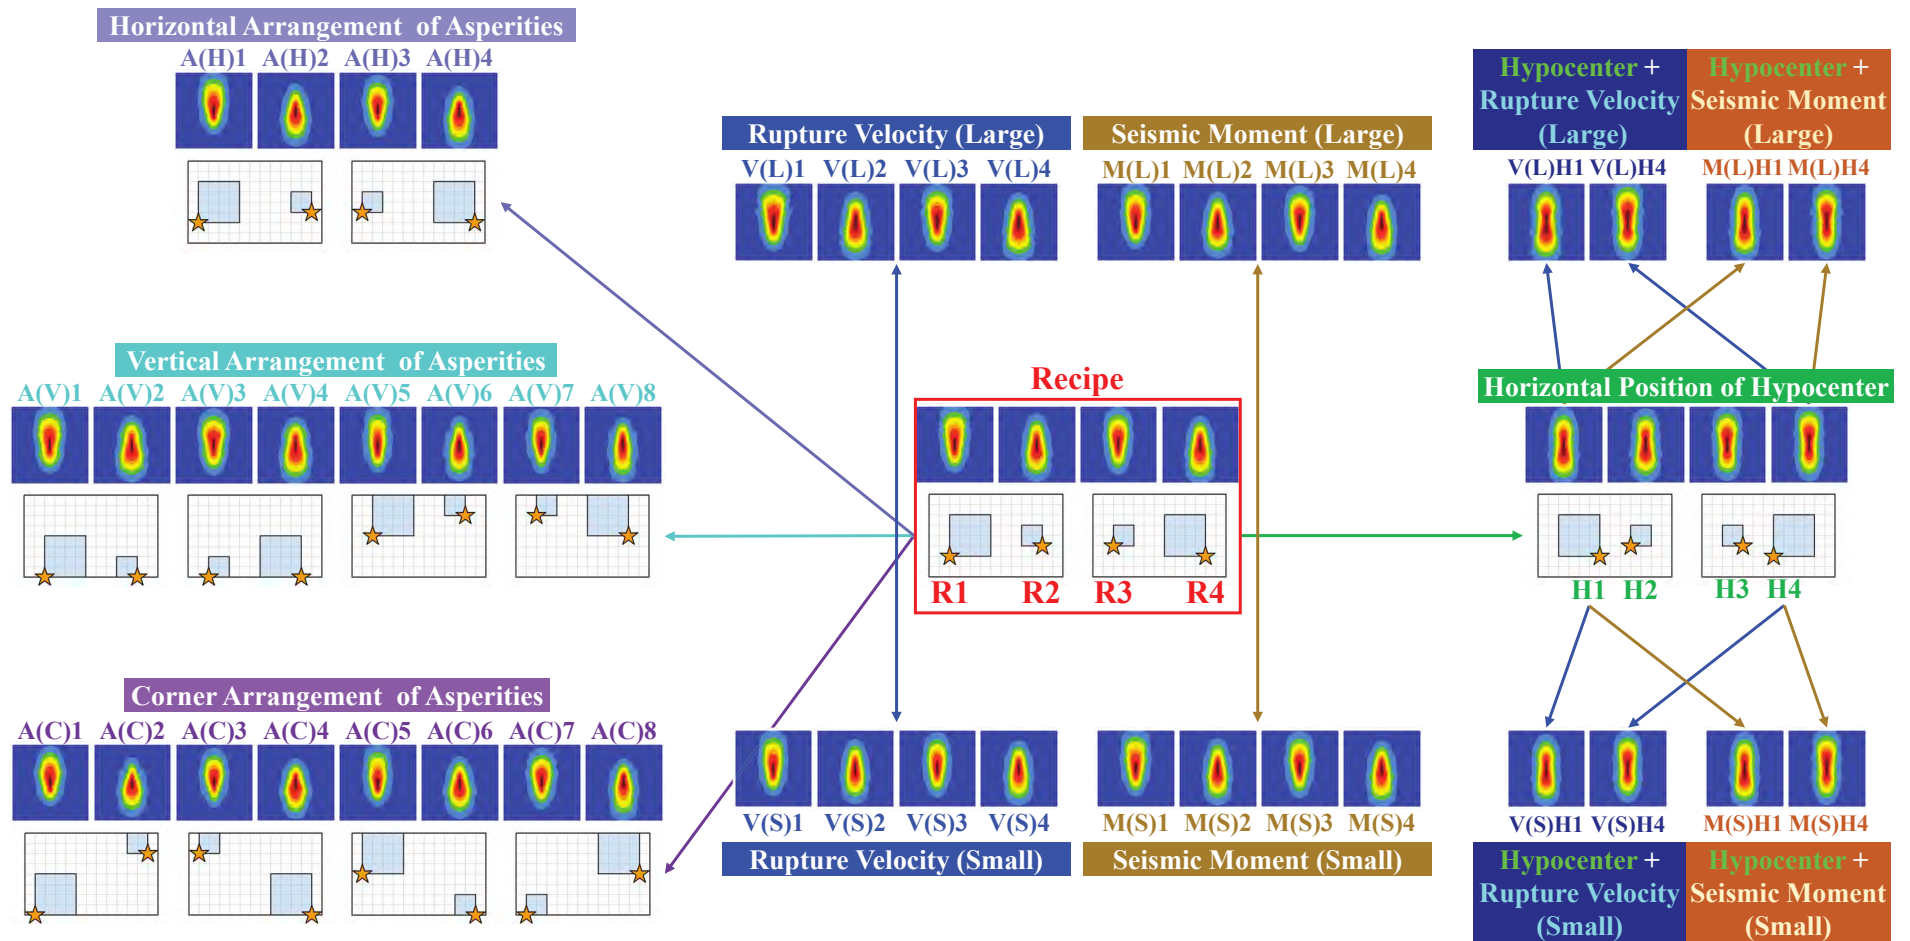 Horizontal Arrangement of Asperities
A(H)1 A(H)2 A(H)3 A(H)4
Vertical Arrangement of Asperities
A(V)1 A(V)2 A(V)3 A(V)4 A(V)5 A(V)6 A(V)7 A(V)8
Corner Arrangement of Asperities
A(C)1 A(C)2 A(C)3 A(C)4 A(C)5 A(C)6 A(C)7 A(C)8
Rupture Velocity (Large)
V(L)1 V(L)2 V(L)3 V(L)4
Seismic Moment (Large)
M(L)1 M(L)2 M(L)3 M(L)4
Recipe
R1 R2 R3 R4
V(S)1 V(S)2 V(S)3 V(S)4
Rupture Velocity (Small)
M(S)1 M(S)2 M(S)3 M(S)4
Seismic Moment (Small)
Hypocenter +
Rupture Velocity
(Large)
V(L)H1 V(L)H4
Hypocenter +
Seismic Moment
(Large)
M(L)H1 M(L)H4
Horizontal Position of Hypocenter
H1 H2 H3 H4
V(S)H1 V(S)H4
Hypocenter +
Rupture Velocity
(Small)
M(S)H1 M(S)H4
Hypocenter +
Seismic Moment
(Small)